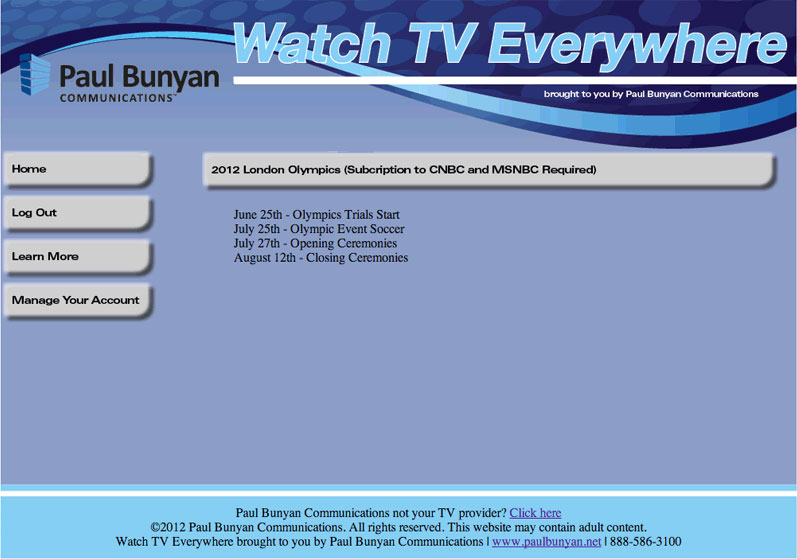 Watch TV Everywhere
Paul Bunyan
COMMUNICATIONS™
brought to you by Paul Bunyan Communications
Home
Log Out
Learn More
Manage Your Account
2012 London Olympics (Subcription to CNBC and MSNBC Required)
June 25th - Olympics Trials Start
July 25th - Olympic Event Soccer
July 27th - Opening Ceremonies
August 12th - Closing Ceremonies
Paul Bunyan Communications not your TV provider? Click here
©2012 Paul Bunyan Communications. All rights reserved. This website may contain adult content.
Watch TV Everywhere brought to you by Paul Bunyan Communications | www.paulbunyan.net | 888-586-3100